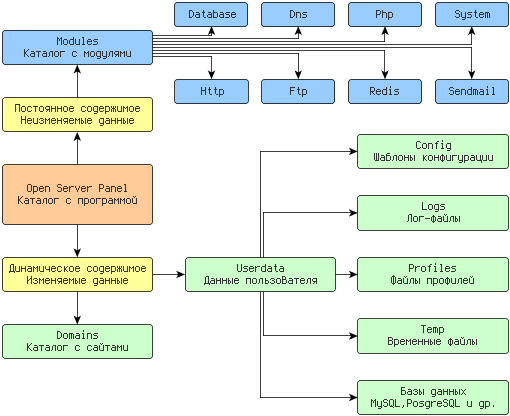 Database
Dns
Php
System
Modules
Каталог с модулями
Http
Ftp
Redis
Sendmail
Постоянное содержимое
Неизменяемые данные
Config
Шаблоны конфигурации
Open Server Panel
Каталог с программой
Logs
Лог-файлы
Динамическое содержимое
Изменяемые данные
Userdata
Данные пользователя
Profiles
Файлы профилей
Domains
Каталог с сайтами
Temp
Временные файлы
Базы данных
MySQL,PosgreSQL и др.